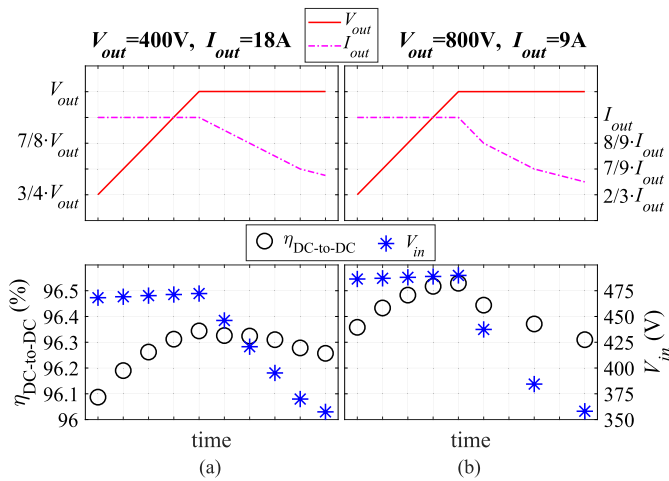 V_out=400V, I_out=18A
V_out
I_out
V_out=800V, I_out=9A
V_out
7/8·V_out
3/4·V_out
I_out
8/9·I_out
7/9·I_out
2/3·I_out
η_DC-to-DC
V_in
η_DC-to-DC (%)
96.5
96.4
96.3
96.2
96.1
96
475
450
425
400
375
350
V_in (V)
time
time
(a)
(b)